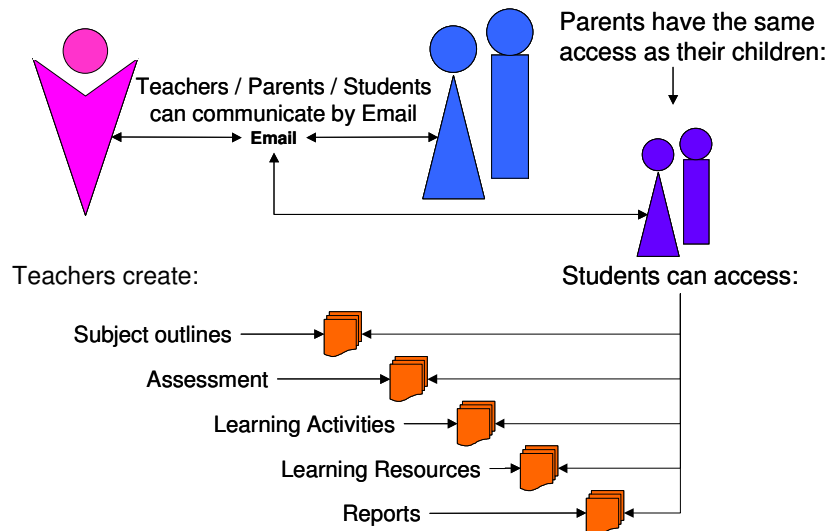 Parents have the same
access as their children:
Teachers / Parents / Students
can communicate by Email
Email
Teachers create:
Students can access:
Subject outlines
Assessment
Learning Activities
Learning Resources
Reports